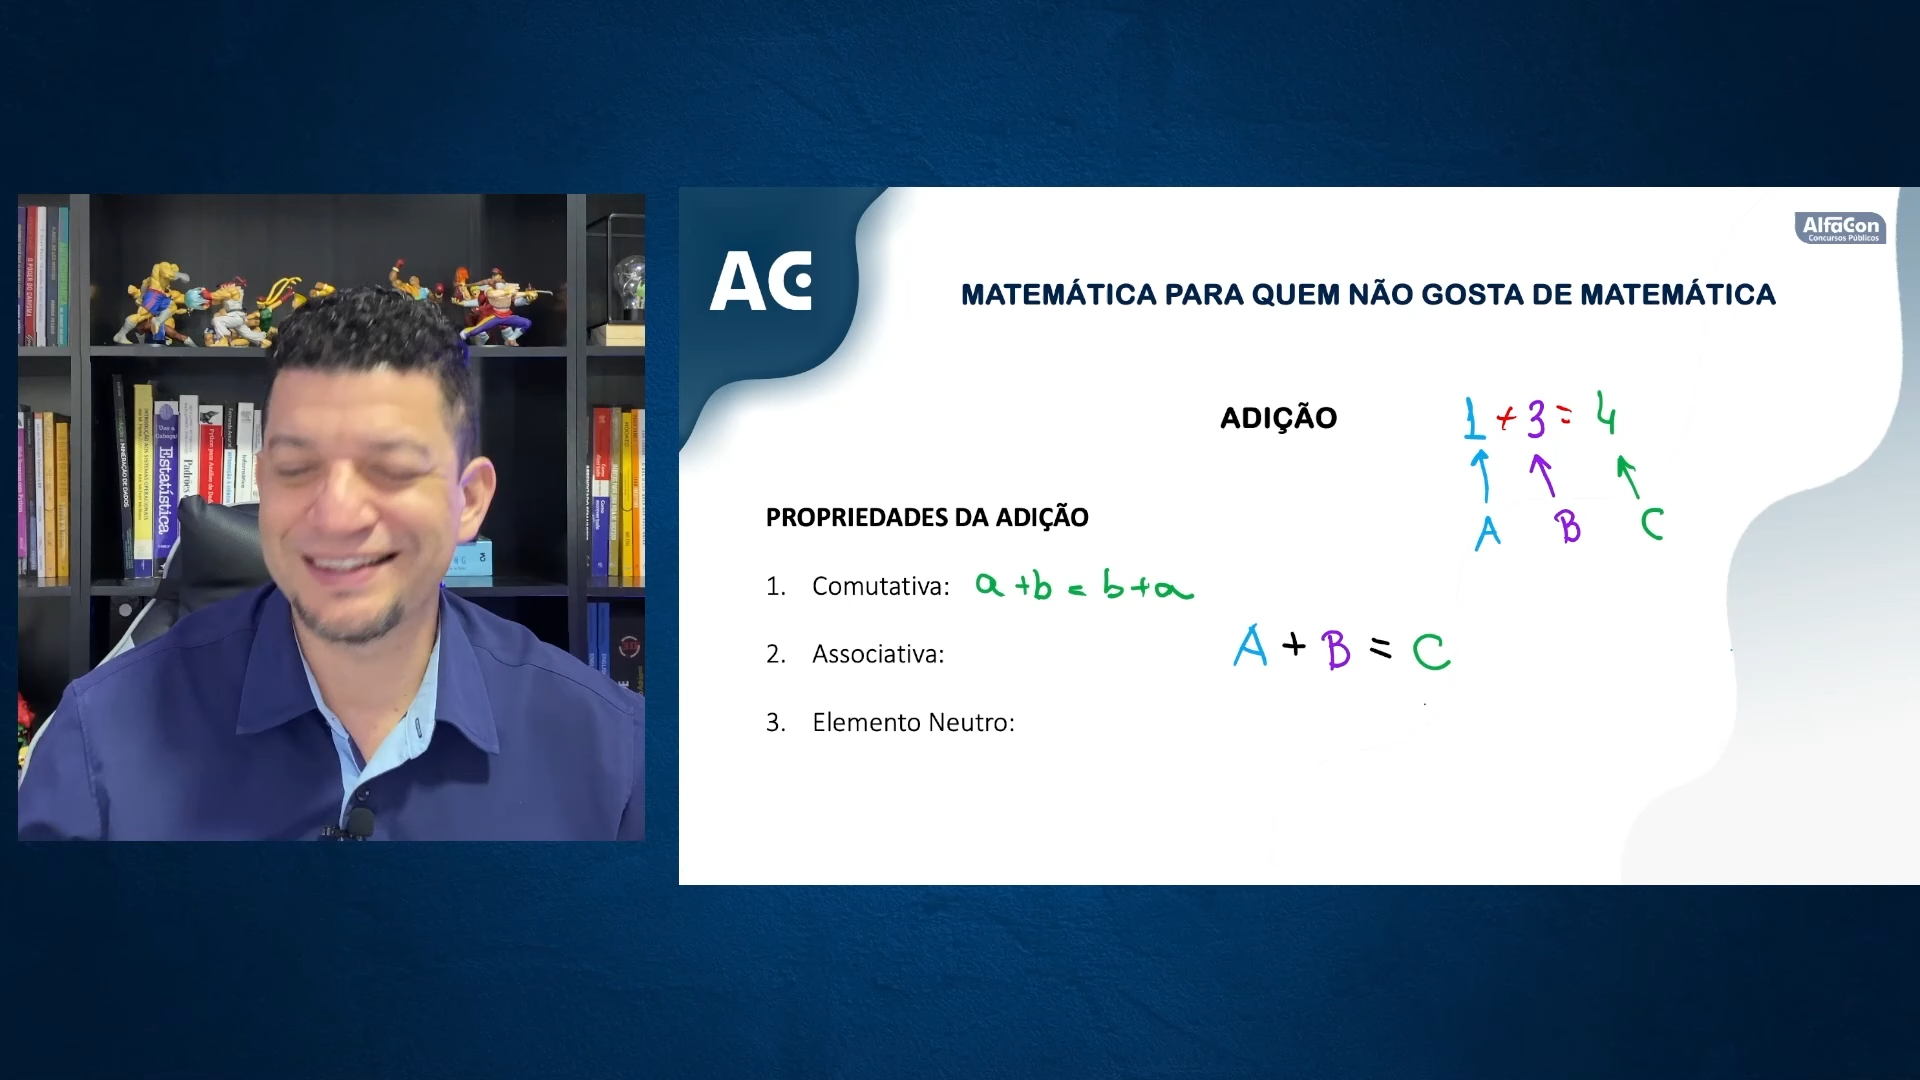 AC
AlfaCon
Concursos Públicos
MATEMÁTICA PARA QUEM NÃO GOSTA DE MATEMÁTICA
ADIÇÃO
1 + 3 = 4
A B C
PROPRIEDADES DA ADIÇÃO
1. Comutativa: a + b = b + a
2. Associativa:
A + B = C
3. Elemento Neutro:
Estatística
Padrões